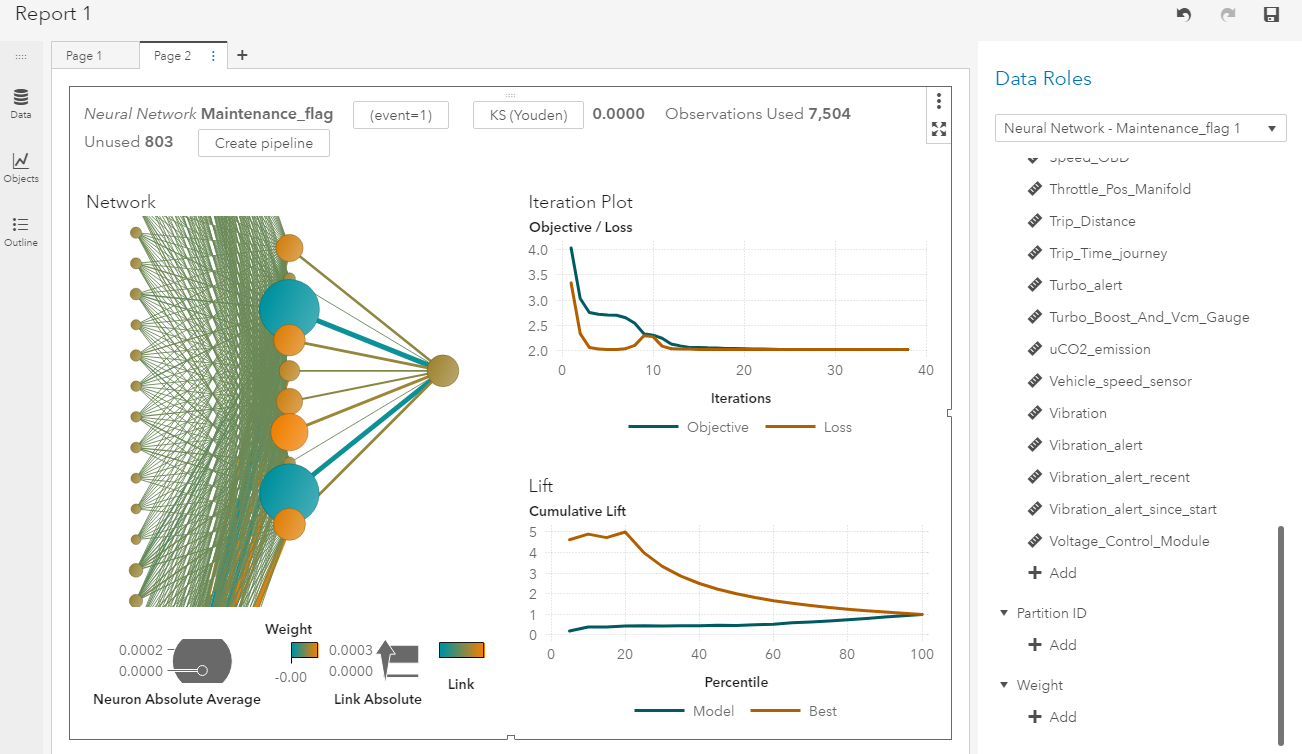 Report 1
Page 1
Page 2
Data
Objects
Outline
Neural Network Maintenance_flag (event=1) KS (Youden) 0.0000 Observations Used 7,504
Unused 803 Create pipeline
Network
Weight
0.0002
0.0000
Neuron Absolute Average
-0.00
0.0003
0.0000
Link Absolute
Link
Iteration Plot
Objective / Loss
4.0
3.5
3.0
2.5
2.0
0 10 20 30 40
Iterations
Objective Loss
Lift
Cumulative Lift
5
4
3
2
1
0
0 20 40 60 80 100
Percentile
Model Best
Data Roles
Neural Network - Maintenance_flag 1
Speed_OBD
Throttle_Pos_Manifold
Trip_Distance
Trip_Time_journey
Turbo_alert
Turbo_Boost_And_Vcm_Gauge
uCO2_emission
Vehicle_speed_sensor
Vibration
Vibration_alert
Vibration_alert_recent
Vibration_alert_since_start
Voltage_Control_Module
Add
Partition ID
Add
Weight
Add